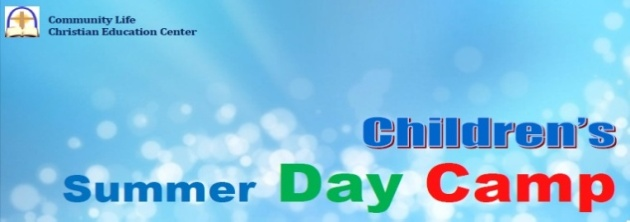 Community Life
Christian Education Center
Children's
Summer Day Camp